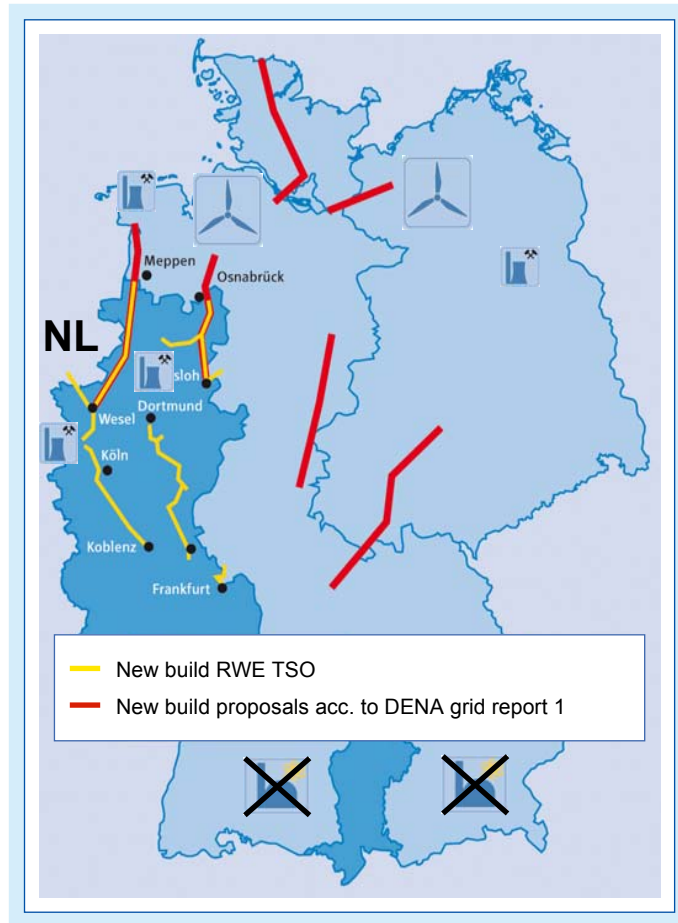 Meppen
Osnabrück
NL
sloh
Wesel
Dortmund
Köln
Koblenz
Frankfurt
New build RWE TSO
New build proposals acc. to DENA grid report 1